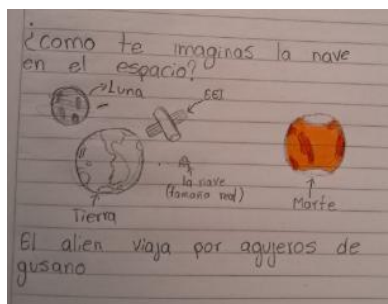 ¿como te imaginas la nave
en el espacio?
Luna
EEI
la nave
(tamaño real)
Tierra
Marte
El alien viaja por agujeros de
gusano